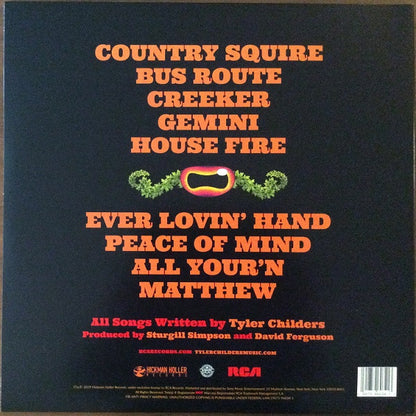 COUNTRY SQUIRE
BUS ROUTE
CREEKER
GEMINI
HOUSE FIRE
EVER LOVIN' HAND
PEACE OF MIND
ALL YOUR'N
MATTHEW
All Songs Written by Tyler Childers
Produced by Sturgill Simpson and David Ferguson
RCARECORDS.COM TYLERCHILDERSMUSIC.COM
HICKMAN HOLLER
RECORDS
RCA